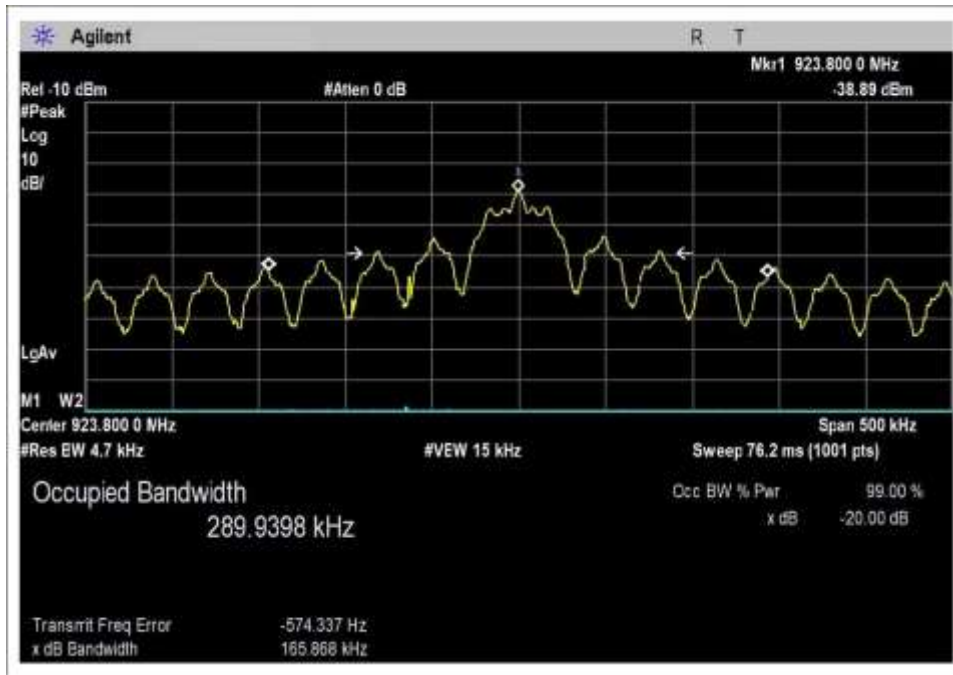 Agilent R T
Mkr1 923.800 0 MHz
Rel -10 dBm #Atten 0 dB -38.89 dBm
#Peak
Log
10
dB/
LgAv
M1 W2
Center 923.800 0 MHz Span 500 kHz
#Res BW 4.7 kHz #VBW 15 kHz Sweep 76.2 ms (1001 pts)
Occupied Bandwidth Occ BW % Pwr 99.00 %
289.9398 kHz x dB -20.00 dB
Transmit Freq Error -574.337 Hz
x dB Bandwidth 165.868 kHz